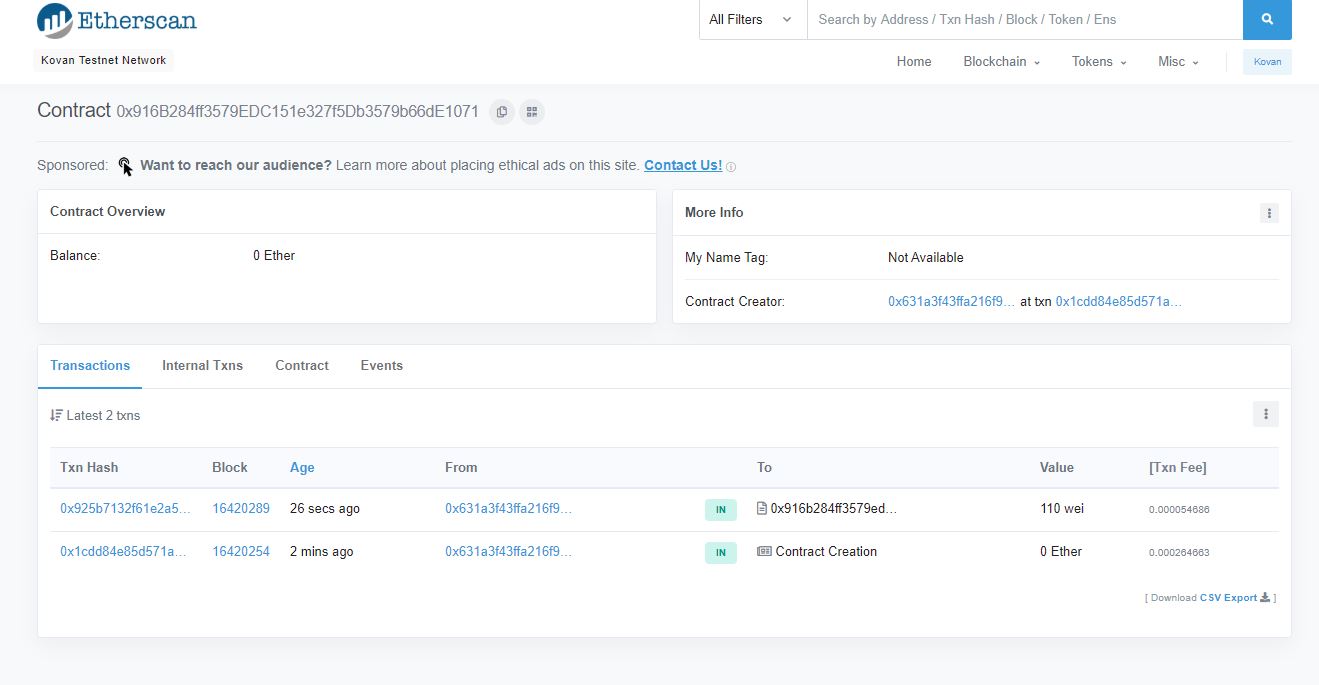 Etherscan
All Filters Search by Address / Txn Hash / Block / Token / Ens
Kovan Testnet Network
Home Blockchain Tokens Misc Kovan
Contract 0x916B284ff3579EDC151e327f5Db3579b66dE1071
Sponsored: Want to reach our audience? Learn more about placing ethical ads on this site. Contact Us!
Contract Overview
Balance: 0 Ether
More Info
My Name Tag: Not Available
Contract Creator: 0x631a3f43ffa216f9... at txn 0x1cdd84e85d571a...
Transactions Internal Txns Contract Events
Latest 2 txns
Txn Hash Block Age From To Value [Txn Fee]
0x925b7132f61e2a5... 16420289 26 secs ago 0x631a3f43ffa216f9... IN 0x916b284ff3579ed... 110 wei 0.000054686
0x1cdd84e85d571a... 16420254 2 mins ago 0x631a3f43ffa216f9... IN Contract Creation 0 Ether 0.000264663
[ Download CSV Export ]